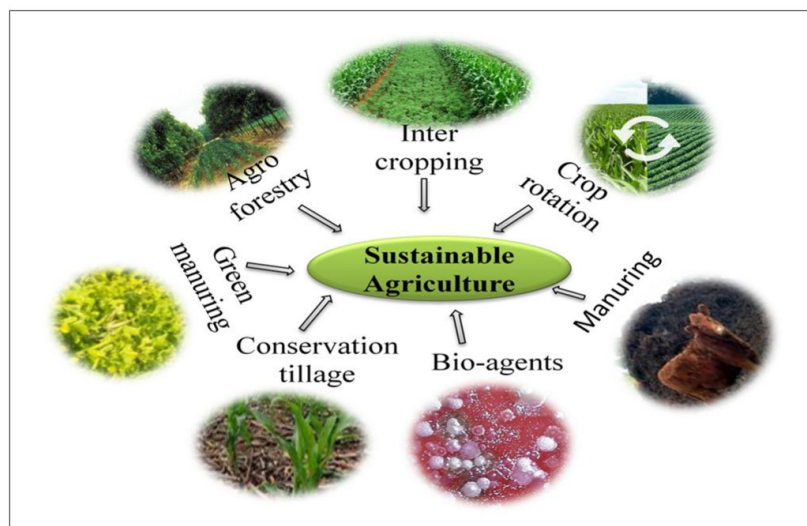 Inter
cropping
Agro
forestry
Crop
rotation
Sustainable
Agriculture
Green
manuring
Manuring
Conservation
tillage
Bio-agents